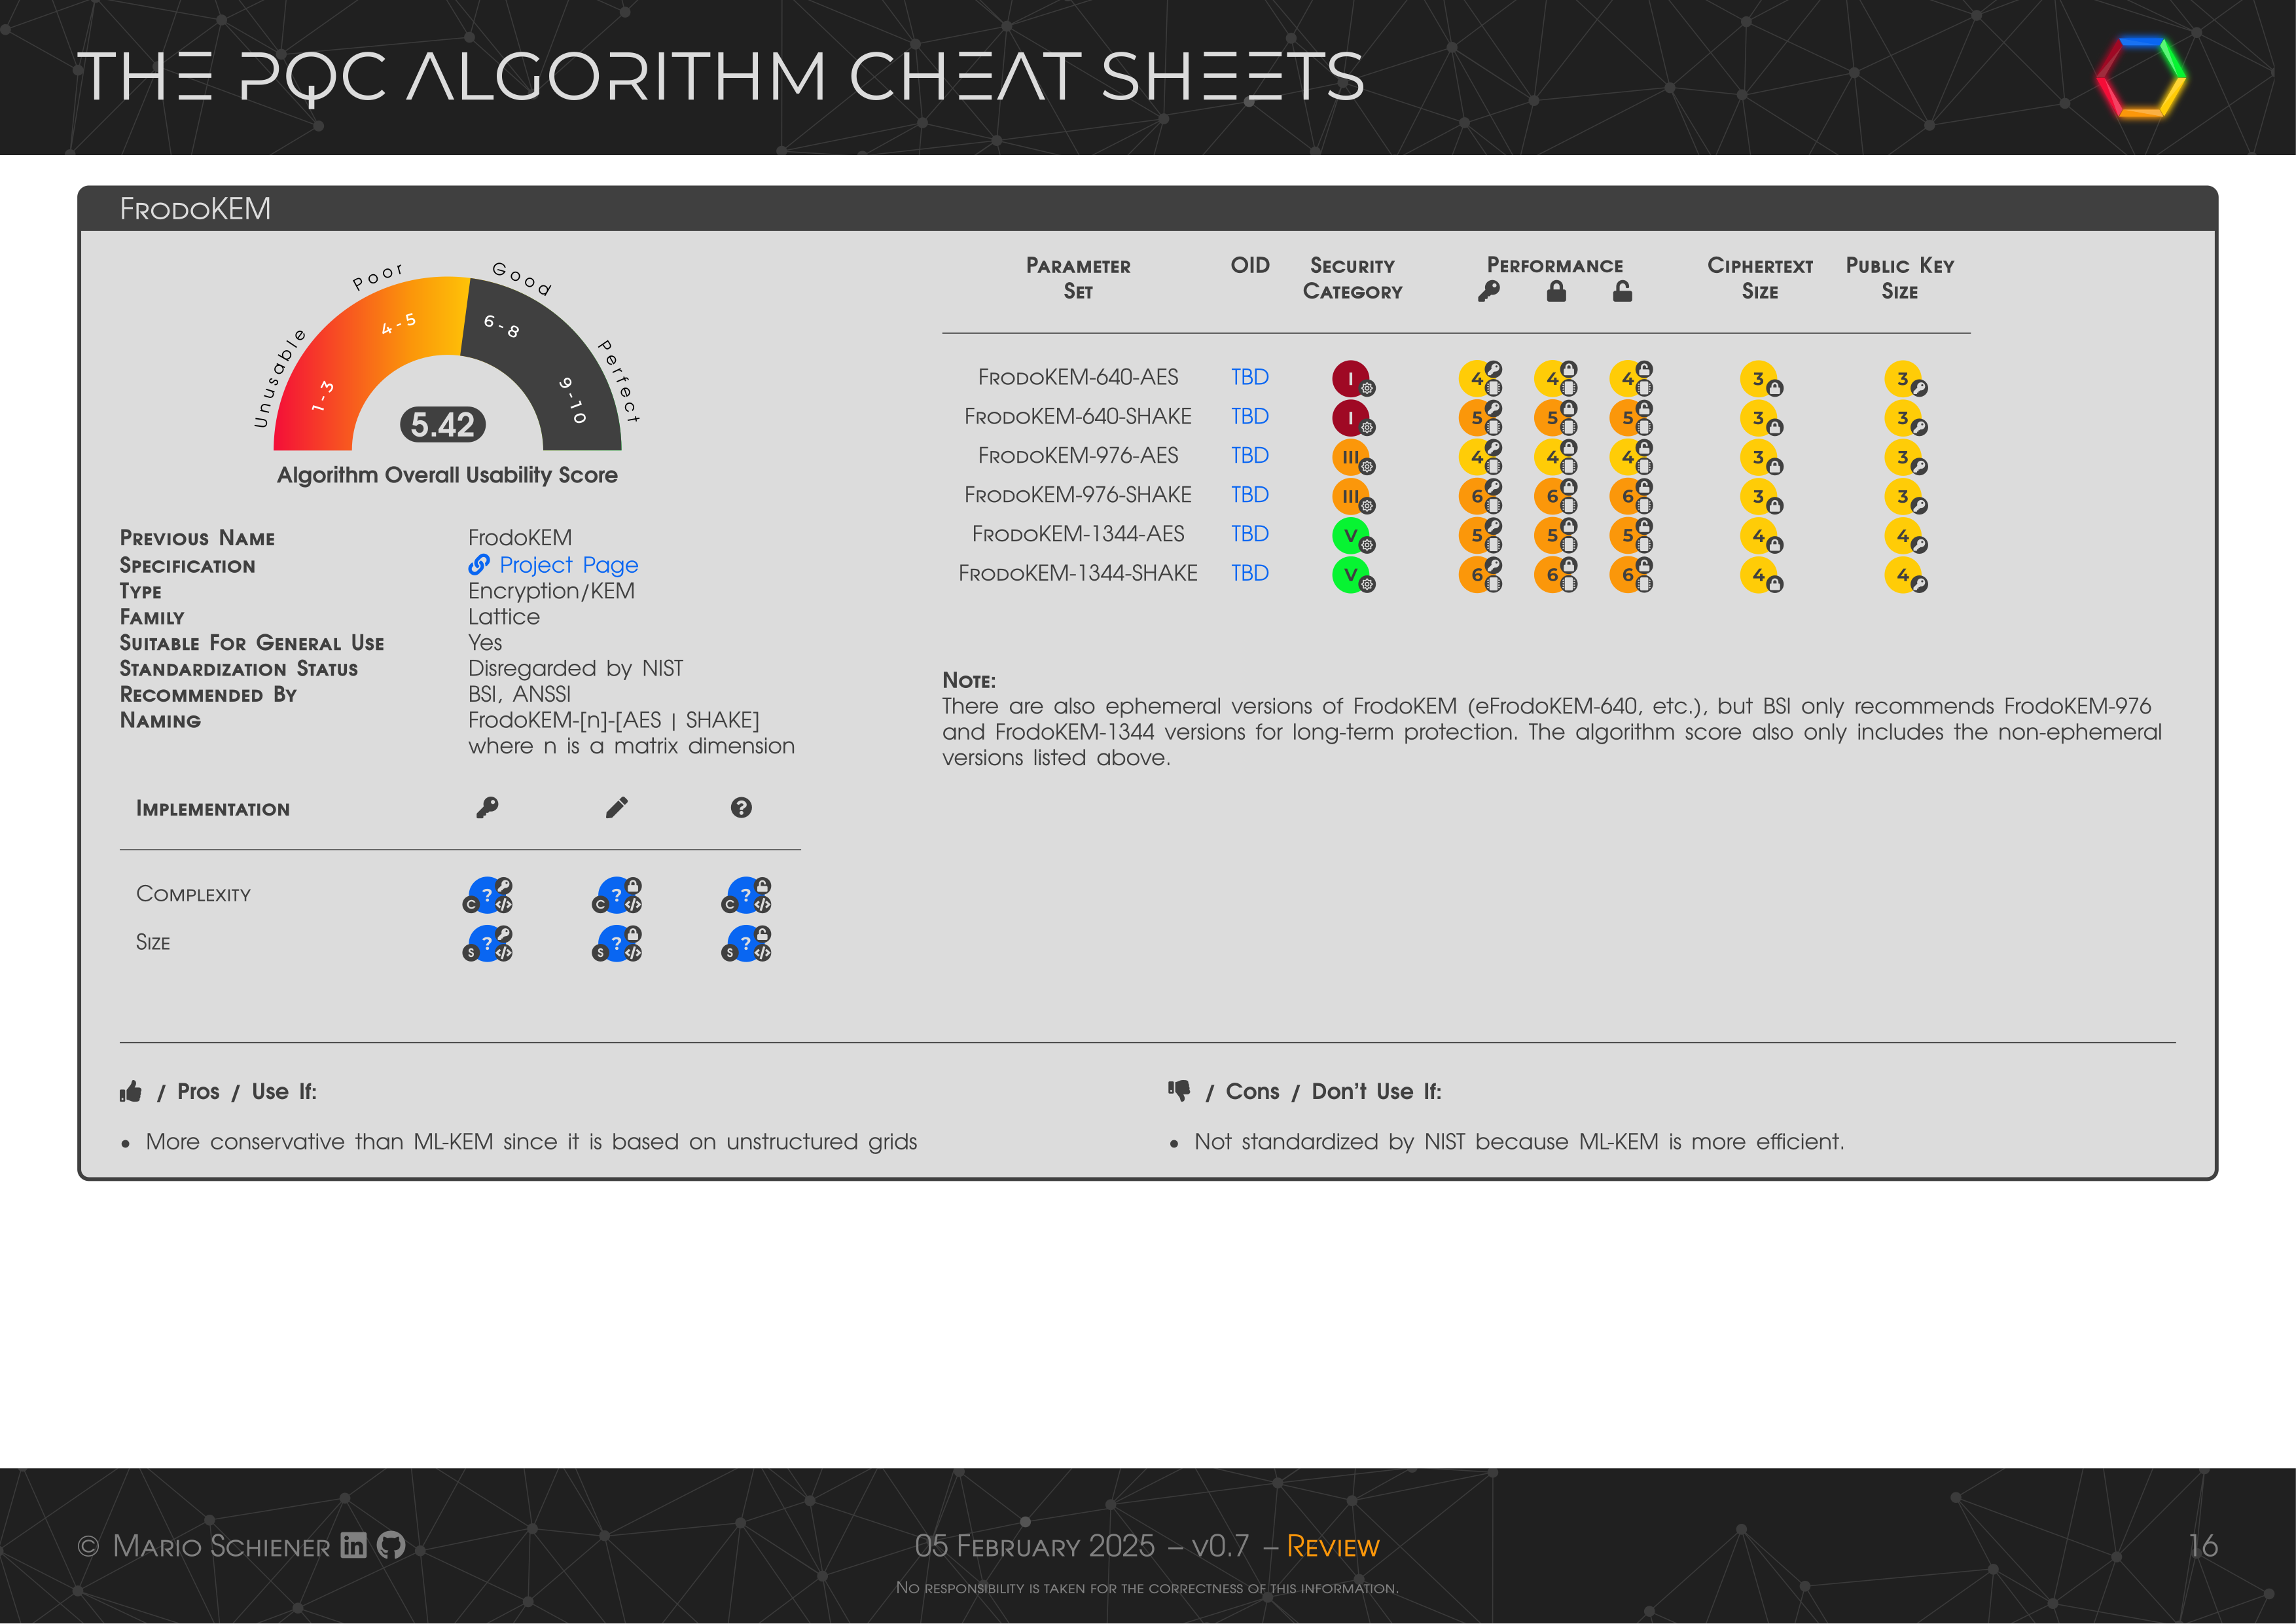 THE PQC ALGORITHM CHEAT SHEETS
FrodoKEM
Unusable
Poor
Good
Perfect
1-3
4-5
6-8
9-10
5.42
Algorithm Overall Usability Score
Previous Name FrodoKEM
Specification Project Page
Type Encryption/KEM
Family Lattice
Suitable For General Use Yes
Standardization Status Disregarded by NIST
Recommended By BSI, ANSSI
Naming FrodoKEM-[n]-[AES | SHAKE]
where n is a matrix dimension
Implementation ?
Complexity ? C </> ? C </> ? C </>
Size ? S </> ? S </> ? S </>
Parameter Set OID Security Category Performance Ciphertext Size Public Key Size
FrodoKEM-640-AES TBD I 4 4 4 3 3
FrodoKEM-640-SHAKE TBD I 5 5 5 3 3
FrodoKEM-976-AES TBD III 4 4 4 3 3
FrodoKEM-976-SHAKE TBD III 6 6 6 3 3
FrodoKEM-1344-AES TBD V 5 5 5 4 4
FrodoKEM-1344-SHAKE TBD V 6 6 6 4 4
Note:
There are also ephemeral versions of FrodoKEM (eFrodoKEM-640, etc.), but BSI only recommends FrodoKEM-976
and FrodoKEM-1344 versions for long-term protection. The algorithm score also only includes the non-ephemeral
versions listed above.
/ Pros / Use If:
• More conservative than ML-KEM since it is based on unstructured grids
/ Cons / Don't Use If:
• Not standardized by NIST because ML-KEM is more efficient.
© Mario Schiener in
05 February 2025 – v0.7 – Review
No responsibility is taken for the correctness of this information.
16